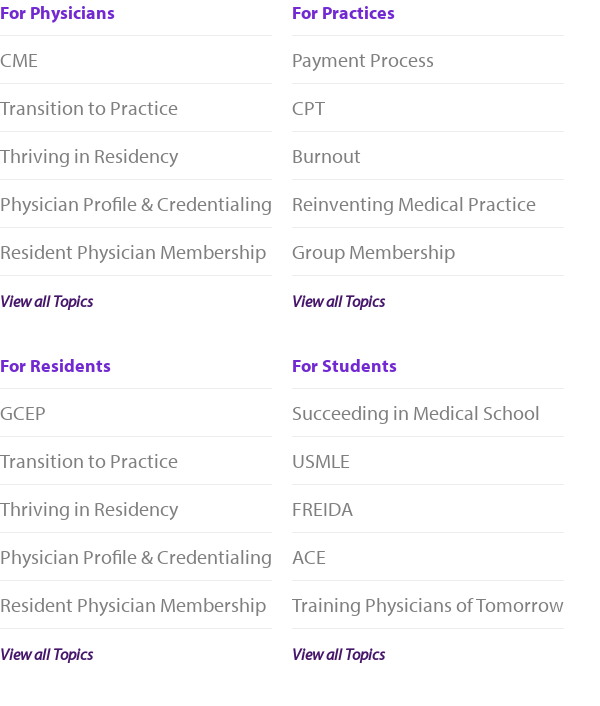 For Physicians
CME
Transition to Practice
Thriving in Residency
Physician Profile & Credentialing
Resident Physician Membership
View all Topics
For Practices
Payment Process
CPT
Burnout
Reinventing Medical Practice
Group Membership
View all Topics
For Residents
GCEP
Transition to Practice
Thriving in Residency
Physician Profile & Credentialing
Resident Physician Membership
View all Topics
For Students
Succeeding in Medical School
USMLE
FREIDA
ACE
Training Physicians of Tomorrow
View all Topics